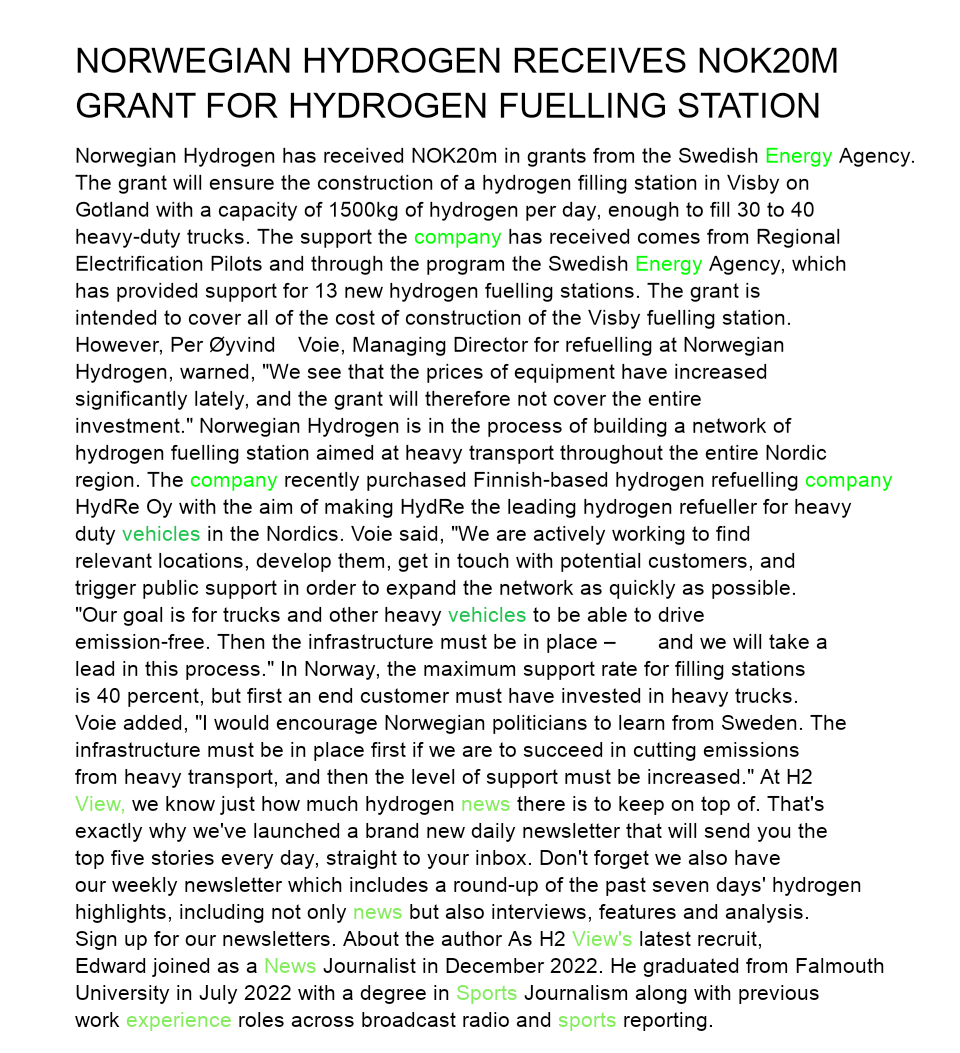 NORWEGIAN HYDROGEN RECEIVES NOK20M
GRANT FOR HYDROGEN FUELLING STATION
Norwegian Hydrogen has received NOK20m in grants from the Swedish Energy Agency.
The grant will ensure the construction of a hydrogen filling station in Visby on
Gotland with a capacity of 1500kg of hydrogen per day, enough to fill 30 to 40
heavy-duty trucks. The support the company has received comes from Regional
Electrification Pilots and through the program the Swedish Energy Agency, which
has provided support for 13 new hydrogen fuelling stations. The grant is
intended to cover all of the cost of construction of the Visby fuelling station.
However, Per Øyvind Voie, Managing Director for refuelling at Norwegian
Hydrogen, warned, "We see that the prices of equipment have increased
significantly lately, and the grant will therefore not cover the entire
investment." Norwegian Hydrogen is in the process of building a network of
hydrogen fuelling station aimed at heavy transport throughout the entire Nordic
region. The company recently purchased Finnish-based hydrogen refuelling company
HydRe Oy with the aim of making HydRe the leading hydrogen refueller for heavy
duty vehicles in the Nordics. Voie said, "We are actively working to find
relevant locations, develop them, get in touch with potential customers, and
trigger public support in order to expand the network as quickly as possible.
"Our goal is for trucks and other heavy vehicles to be able to drive
emission-free. Then the infrastructure must be in place – and we will take a
lead in this process." In Norway, the maximum support rate for filling stations
is 40 percent, but first an end customer must have invested in heavy trucks.
Voie added, "I would encourage Norwegian politicians to learn from Sweden. The
infrastructure must be in place first if we are to succeed in cutting emissions
from heavy transport, and then the level of support must be increased." At H2
View, we know just how much hydrogen news there is to keep on top of. That's
exactly why we've launched a brand new daily newsletter that will send you the
top five stories every day, straight to your inbox. Don't forget we also have
our weekly newsletter which includes a round-up of the past seven days' hydrogen
highlights, including not only news but also interviews, features and analysis.
Sign up for our newsletters. About the author As H2 View's latest recruit,
Edward joined as a News Journalist in December 2022. He graduated from Falmouth
University in July 2022 with a degree in Sports Journalism along with previous
work experience roles across broadcast radio and sports reporting.